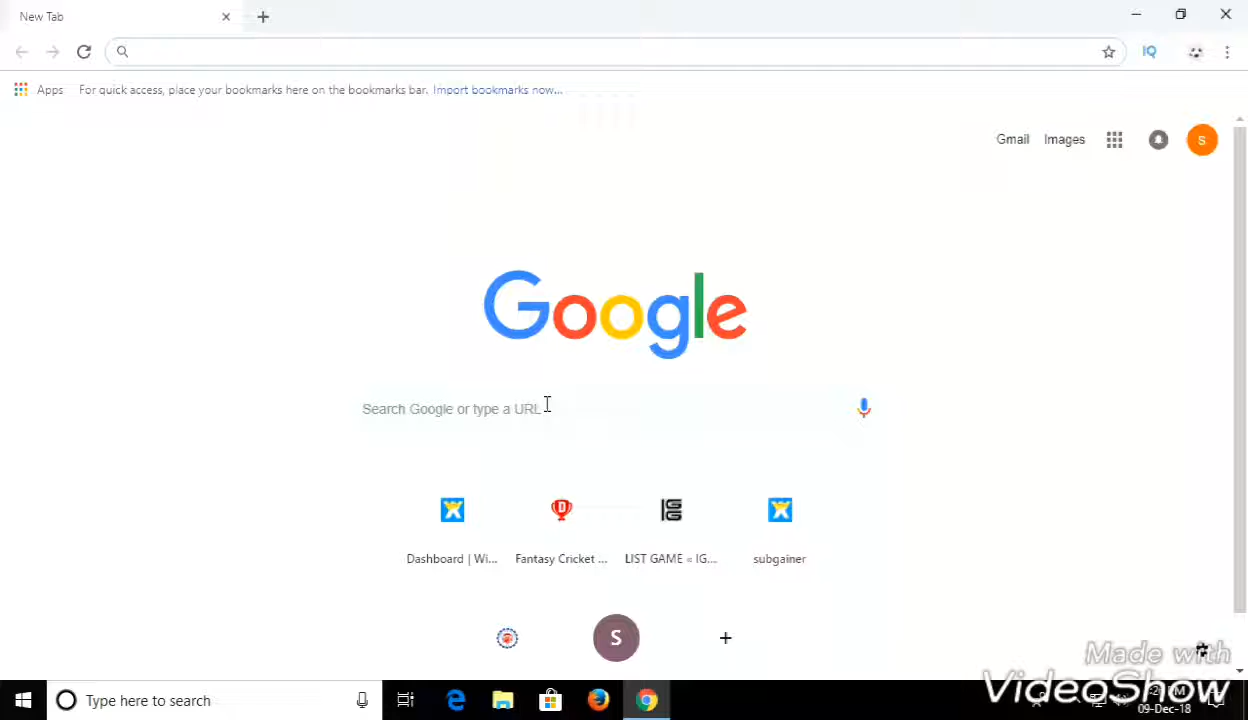 New Tab
IQ
Apps For quick access, place your bookmarks here on the bookmarks bar. Import bookmarks now...
Gmail Images S
Google
Search Google or type a URL
Dashboard | Wi... Fantasy Cricket ... LIST GAME « IG... subgainer
S
Made with
VideoShow
Type here to search
09-Dec-18